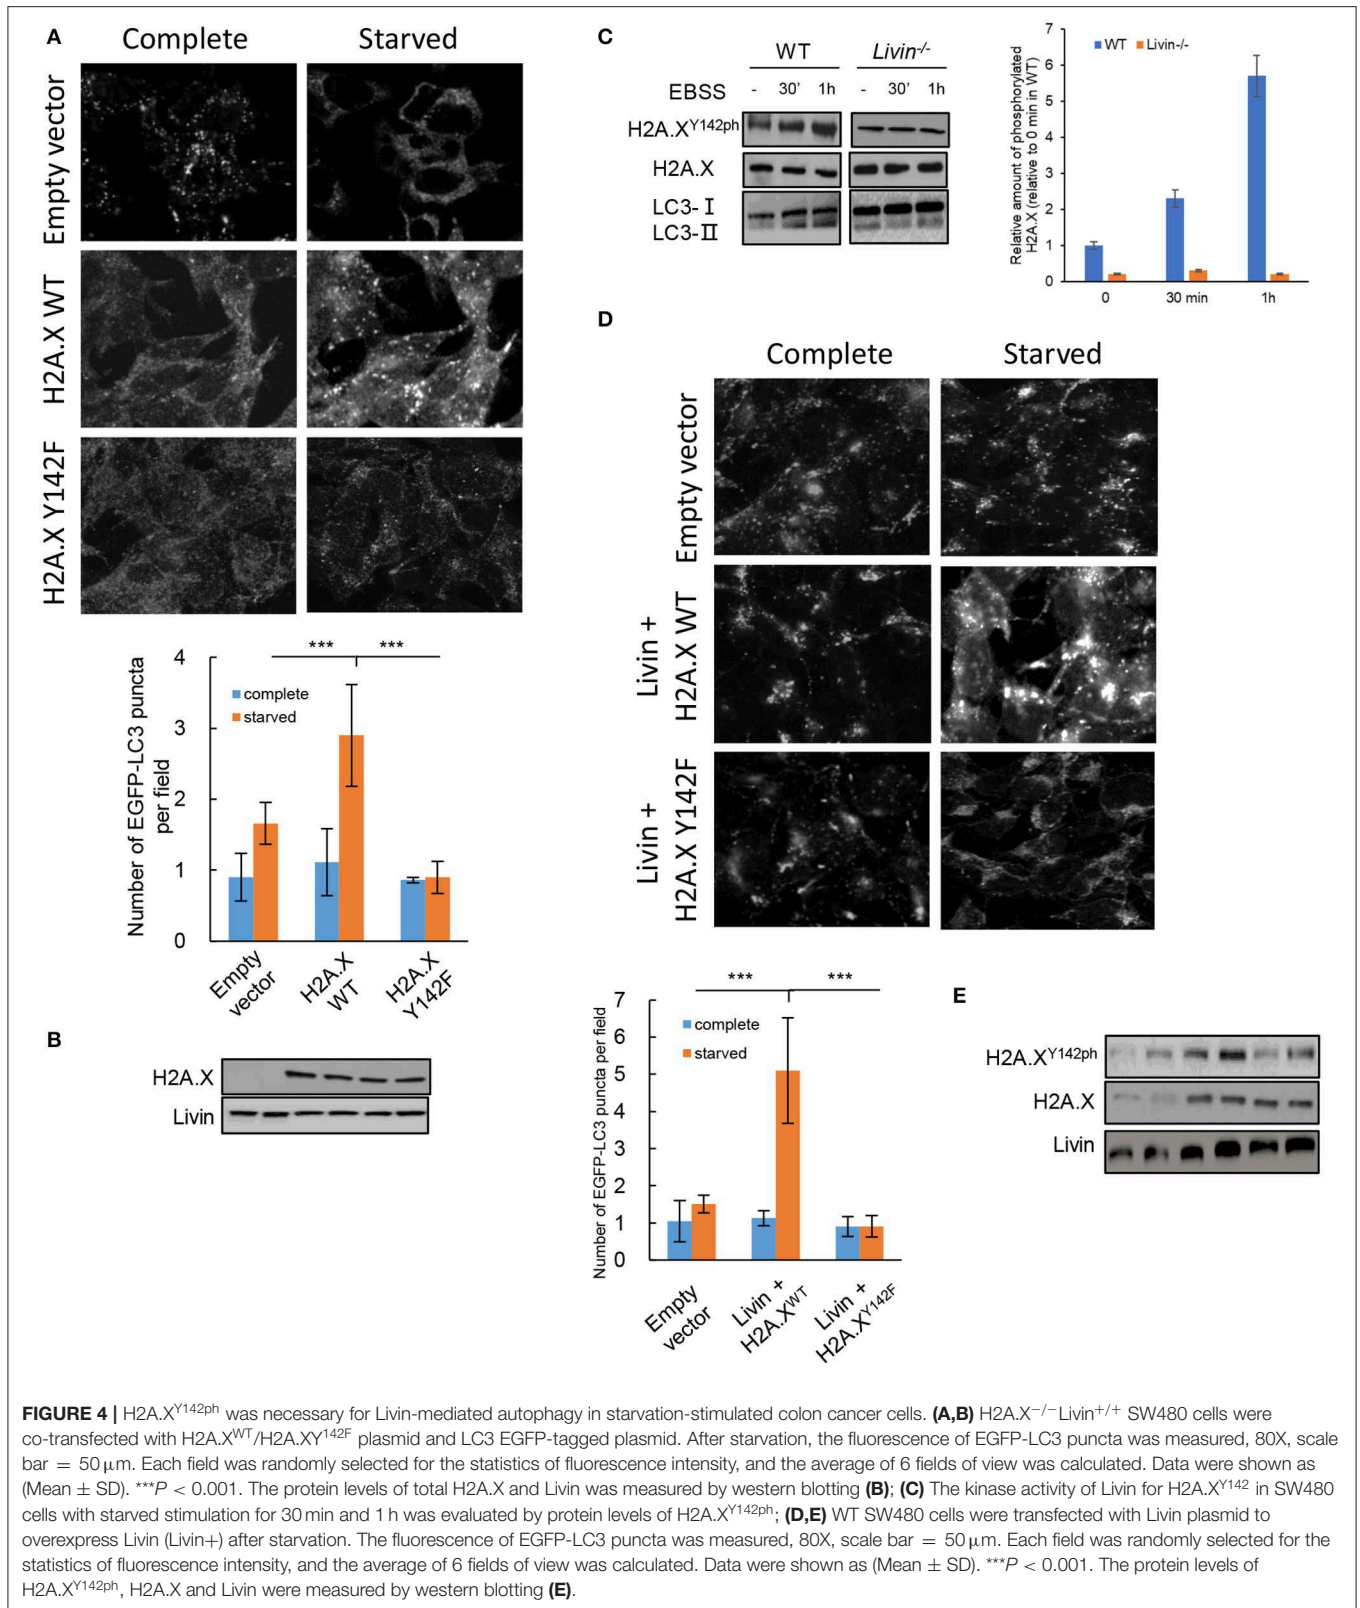 A
Complete
Starved
Empty vector
H2A.X WT
H2A.X Y142F
Number of EGFP-LC3 puncta
per field
4
3
2
1
0
complete
starved
***
***
Empty
vector
H2A.X
WT
H2A.X
Y142F
B
H2A.X
Livin
C
WT
Livin-/-
EBSS
-
30’
1h
-
30’
1h
H2A.XY142ph
H2A.X
LC3-Ⅰ
LC3-Ⅱ
Relative amount of phosphorylated
H2A.X (relative to 0 min in WT)
7
6
5
4
3
2
1
0
WT
Livin-/-
0
30 min
1h
D
Complete
Starved
Empty vector
Livin +
H2A.X WT
Livin +
H2A.X Y142F
Number of EGFP-LC3 puncta per field
7
6
5
4
3
2
1
0
complete
starved
***
***
Empty
vector
Livin +
H2A.XWT
Livin +
H2A.XY142F
E
H2A.XY142ph
H2A.X
Livin
FIGURE 4 | H2A.XY142ph was necessary for Livin-mediated autophagy in starvation-stimulated colon cancer cells. (A,B) H2A.X−/−Livin+/+ SW480 cells were
co-transfected with H2A.XWT/H2A.XY142F plasmid and LC3 EGFP-tagged plasmid. After starvation, the fluorescence of EGFP-LC3 puncta was measured, 80X, scale
bar = 50 μm. Each field was randomly selected for the statistics of fluorescence intensity, and the average of 6 fields of view was calculated. Data were shown as
(Mean ± SD). ***P < 0.001. The protein levels of total H2A.X and Livin was measured by western blotting (B); (C) The kinase activity of Livin for H2A.XY142 in SW480
cells with starved stimulation for 30 min and 1 h was evaluated by protein levels of H2A.XY142ph; (D,E) WT SW480 cells were transfected with Livin plasmid to
overexpress Livin (Livin+) after starvation. The fluorescence of EGFP-LC3 puncta was measured, 80X, scale bar = 50 μm. Each field was randomly selected for the
statistics of fluorescence intensity, and the average of 6 fields of view was calculated. Data were shown as (Mean ± SD). ***P < 0.001. The protein levels of
H2A.XY142ph, H2A.X and Livin were measured by western blotting (E).